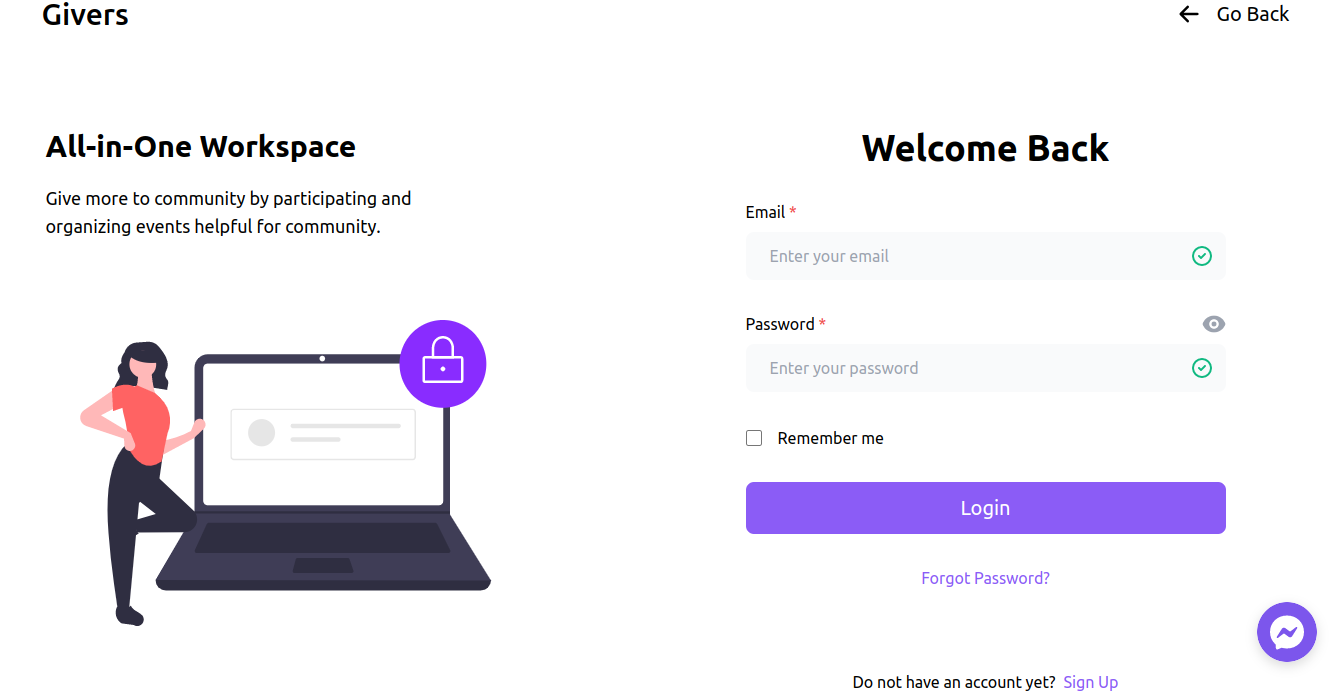 Givers
Go Back
All-in-One Workspace
Give more to community by participating and
organizing events helpful for community.
Welcome Back
Email *
Enter your email
Password *
Enter your password
Remember me
Login
Forgot Password?
Do not have an account yet? Sign Up